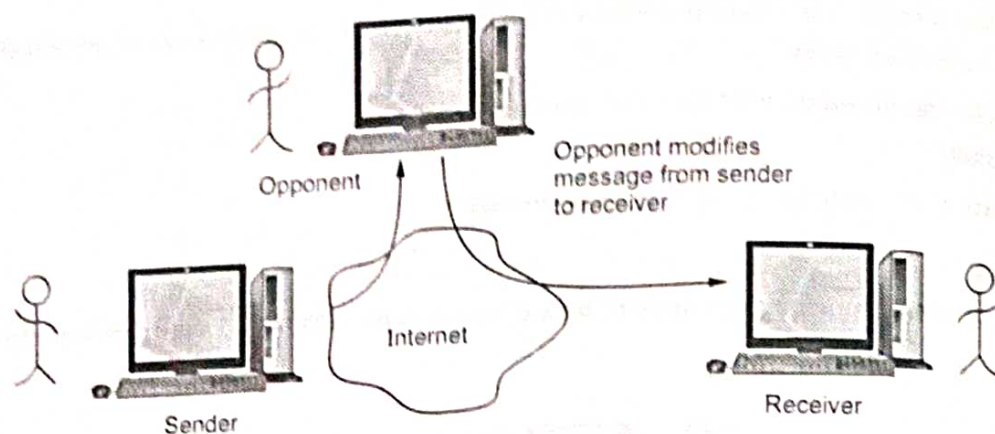 Opponent
Opponent modifies
message from sender
to receiver
Internet
Sender
Receiver